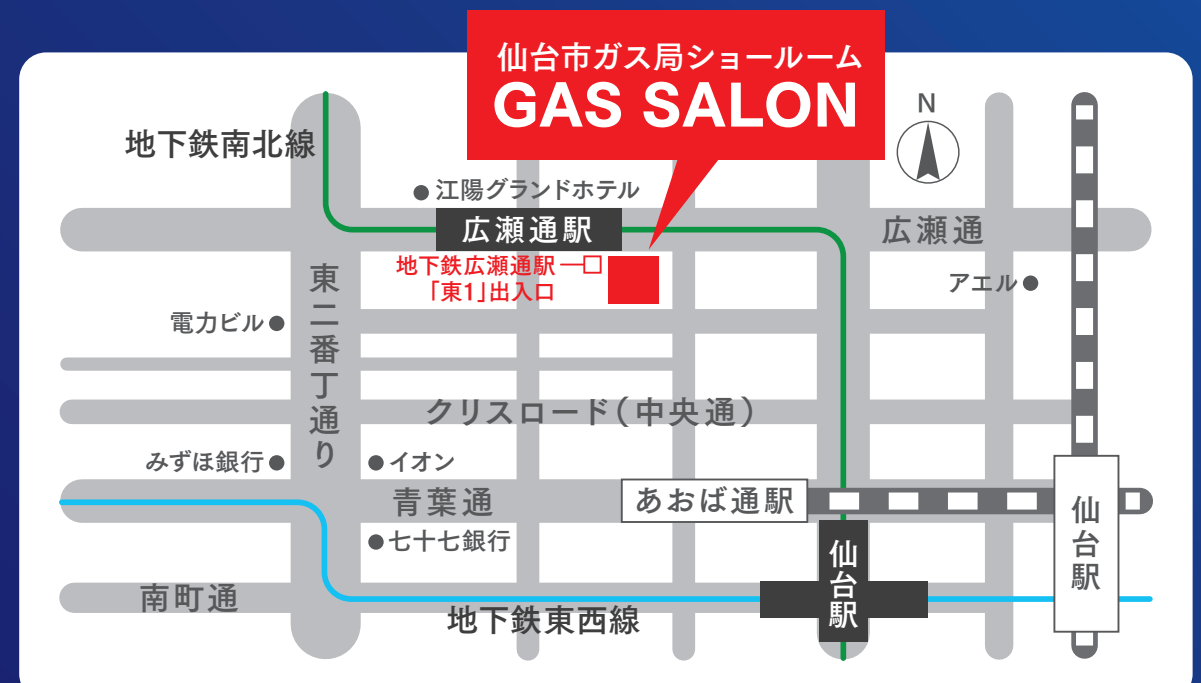 仙台市ガス局ショールーム
GAS SALON
N
地下鉄南北線
江陽グランドホテル
広瀬通駅
広瀬通
地下鉄広瀬通駅
「東1」出入口
アエル
東二番丁通り
電力ビル
クリスロード(中央通)
みずほ銀行
イオン
青葉通
あおば通駅
仙台駅
七十七銀行
仙台駅
南町通
地下鉄東西線